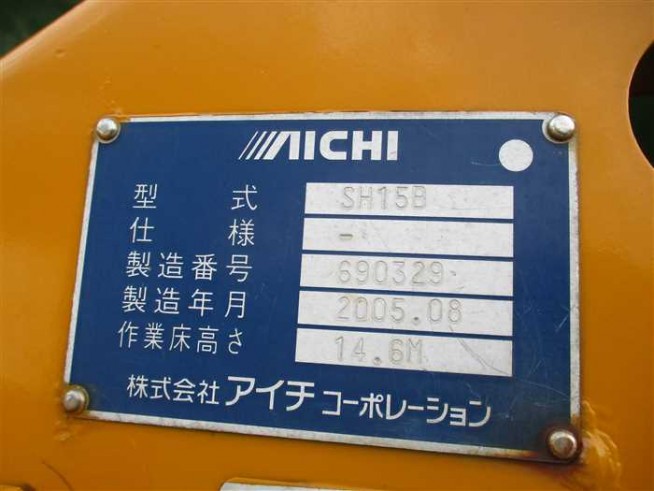 AICHI
型式 SH15B
仕様 -
製造番号 690329
製造年月 2005.08
作業床高さ 14.6M
株式会社 アイチ コーポレーション